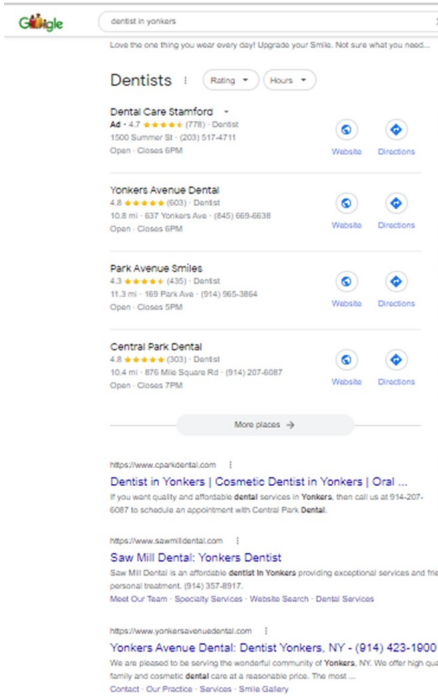 Google
dentist in yonkers
Love the one thing you wear every day! Upgrade your Smile. Not sure what you need...
Dentists
Rating
Hours
Dental Care Stamford
Ad · 4.7 (778) · Dentist
1500 Summer St · (203) 517-4711
Open · Closes 6PM
Website
Directions
Yonkers Avenue Dental
4.8 (603) · Dentist
10.8 mi · 637 Yonkers Ave · (845) 669-6638
Open · Closes 6PM
Website
Directions
Park Avenue Smiles
4.3 (435) · Dentist
11.3 mi · 169 Park Ave · (914) 965-3864
Open · Closes 5PM
Website
Directions
Central Park Dental
4.8 (303) · Dentist
10.4 mi · 876 Mile Square Rd · (914) 207-6087
Open · Closes 7PM
Website
Directions
More places →
https://www.cparkdental.com
Dentist in Yonkers | Cosmetic Dentist in Yonkers | Oral ...
If you want quality and affordable dental services in Yonkers, then call us at 914-207-
6087 to schedule an appointment with Central Park Dental.
https://www.sawmilldental.com
Saw Mill Dental: Yonkers Dentist
Saw Mill Dental is an affordable dentist In Yonkers providing exceptional services and frie
personal treatment. (914) 357-8917.
Meet Our Team · Specialty Services · Website Search · Dental Services
https://www.yonkersavenuedental.com
Yonkers Avenue Dental: Dentist Yonkers, NY - (914) 423-1900
We are pleased to be serving the wonderful community of Yonkers, NY. We offer high qua
family and cosmetic dental care at a reasonable price. The most ...
Contact · Our Practice · Services · Smile Gallery